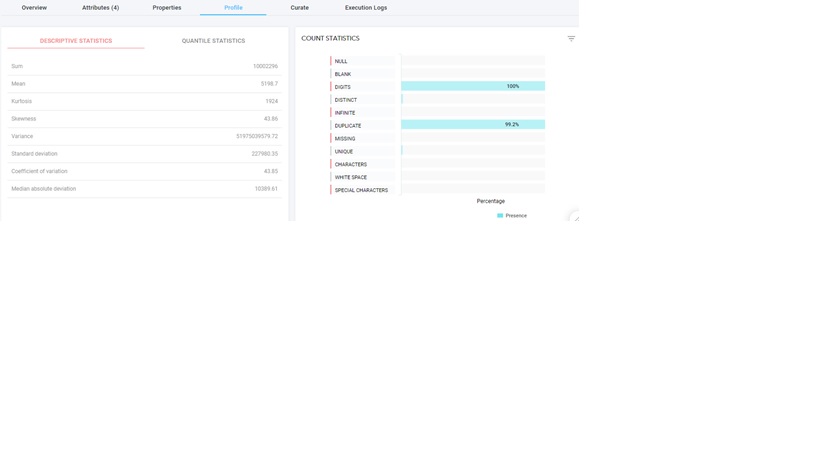 Overview Attributes (4) Properties Profile Curate Execution Logs
DESCRIPTIVE STATISTICS QUANTILE STATISTICS
Sum 10002296
Mean 5198.7
Kurtosis 1924
Skewness 43.86
Variance 51975039579.72
Standard deviation 227980.35
Coefficient of variation 43.85
Median absolute deviation 10389.61
COUNT STATISTICS
NULL
BLANK
DIGITS 100%
DISTINCT
INFINITE
DUPLICATE 99.2%
MISSING
UNIQUE
CHARACTERS
WHITE SPACE
SPECIAL CHARACTERS
Percentage
Presence